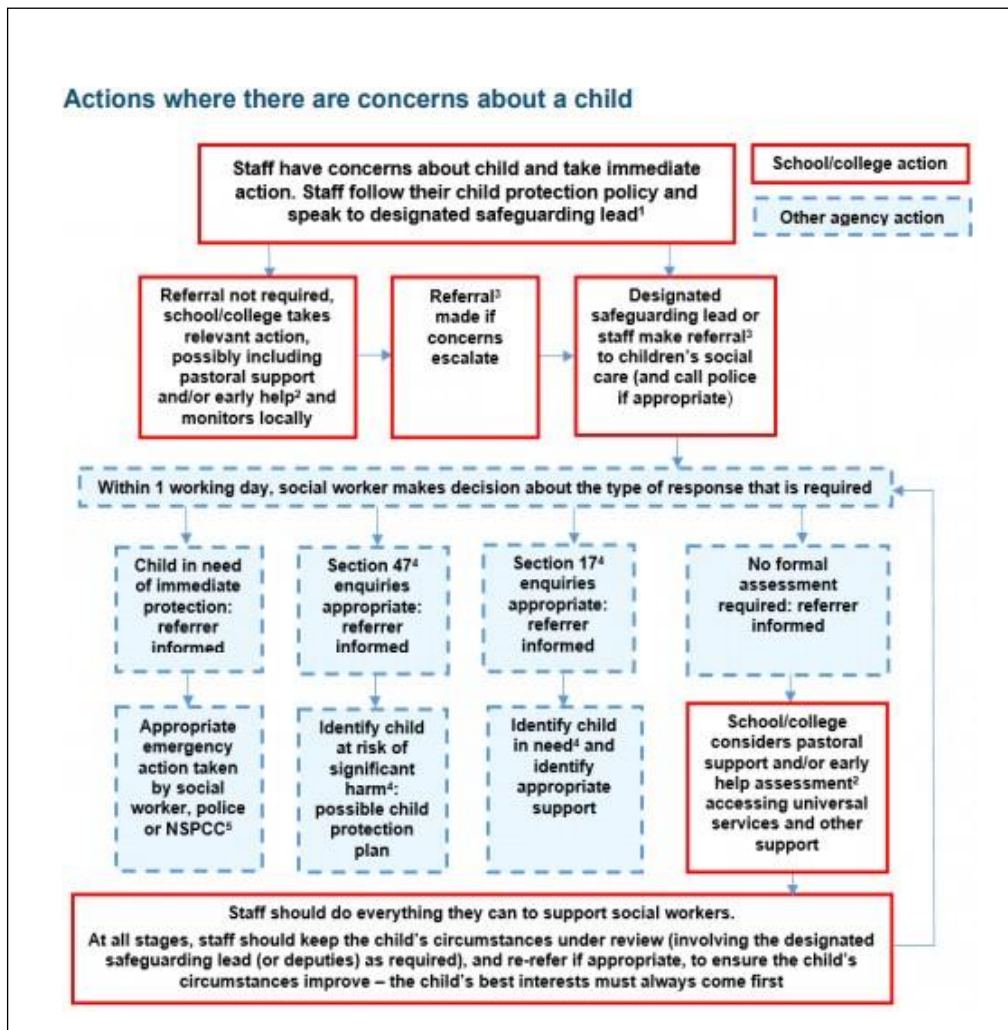 Actions where there are concerns about a child
Staff have concerns about child and take immediate
action. Staff follow their child protection policy and
speak to designated safeguarding lead¹
School/college action
Other agency action
Referral not required,
school/college takes
relevant action,
possibly including
pastoral support
and/or early help² and
monitors locally
Referral³
made if
concerns
escalate
Designated
safeguarding lead or
staff make referral³
to children's social
care (and call police
if appropriate)
Within 1 working day, social worker makes decision about the type of response that is required
Child in need
of immediate
protection:
referrer
informed
Section 47⁴
enquiries
appropriate:
referrer
informed
Section 17⁴
enquiries
appropriate:
referrer
informed
No formal
assessment
required: referrer
informed
Appropriate
emergency
action taken
by social
worker, police
or NSPCC⁵
Identify child
at risk of
significant
harm⁴:
possible child
protection
plan
Identify child
in need⁴ and
identify
appropriate
support
School/college
considers pastoral
support and/or early
help assessment²
accessing universal
services and other
support
Staff should do everything they can to support social workers.
At all stages, staff should keep the child's circumstances under review (involving the designated
safeguarding lead (or deputies) as required), and re-refer if appropriate, to ensure the child's
circumstances improve – the child's best interests must always come first